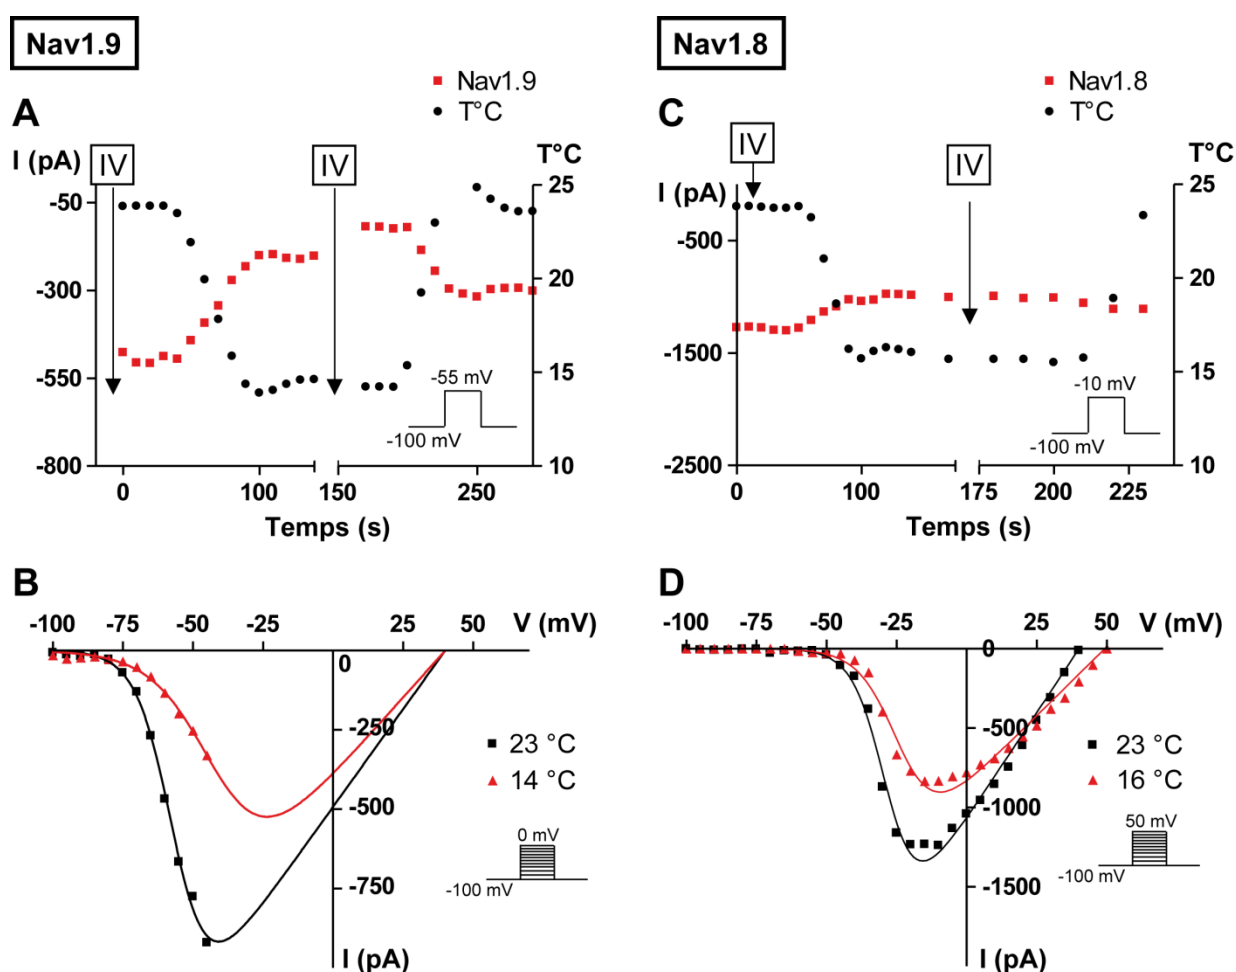 Nav1.9
Nav1.8
A
Nav1.9
T°C
I (pA)
T°C
IV
IV
-50
-300
-550
-800
25
20
15
10
-55 mV
-100 mV
0
100
150
250
Temps (s)
C
Nav1.8
T°C
I (pA)
T°C
IV
IV
-500
-1500
-2500
25
20
15
10
-10 mV
-100 mV
0
100
175
200
225
Temps (s)
B
-100
-75
-50
-25
25
50
V (mV)
0
-250
-500
-750
I (pA)
23 °C
14 °C
0 mV
-100 mV
D
-100
-75
-50
-25
0
25
50
V (mV)
-500
-1000
-1500
I (pA)
23 °C
16 °C
50 mV
-100 mV